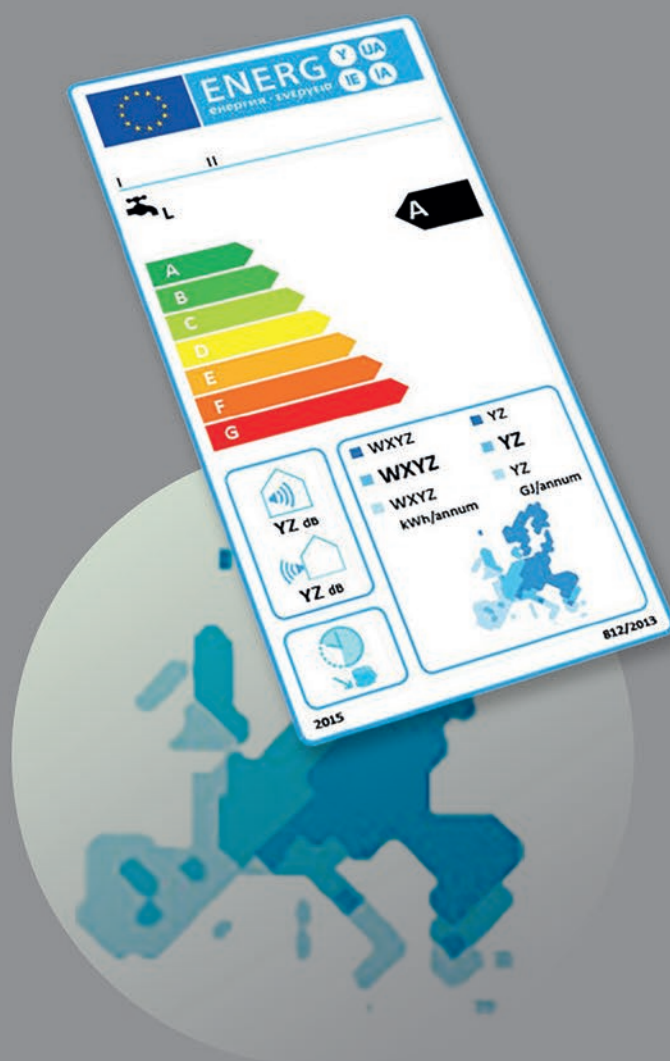 ENERG Y UA
енергия · ενεργεια IE IA
I II
L
A
A
B
C
D
E
F
G
YZ dB
YZ dB
WXYZ YZ
WXYZ YZ
WXYZ YZ
kWh/annum GJ/annum
2015 812/2013